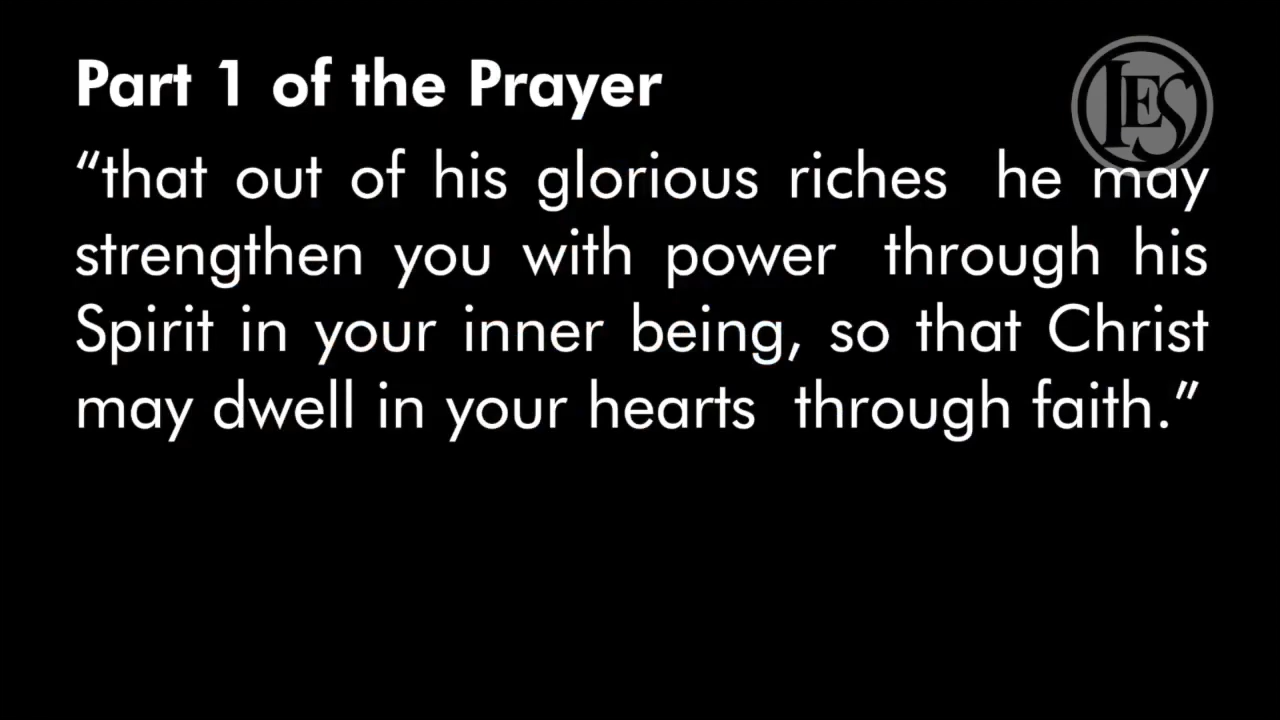 Part 1 of the Prayer
LES
“that out of his glorious riches he may
strengthen you with power through his
Spirit in your inner being, so that Christ
may dwell in your hearts through faith.”